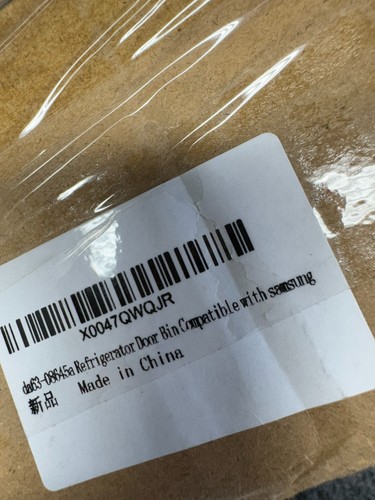 X0047QWQJR
da63-08645a Refrigerator Door Bin Compatible with samsung
新品 Made in China